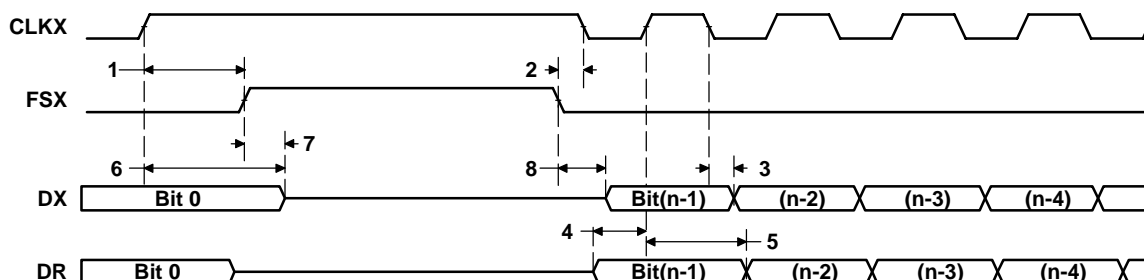 CLKX
1 2
FSX
7
6 8 3
DX Bit 0 Bit(n-1) (n-2) (n-3) (n-4)
4 5
DR Bit 0 Bit(n-1) (n-2) (n-3) (n-4)